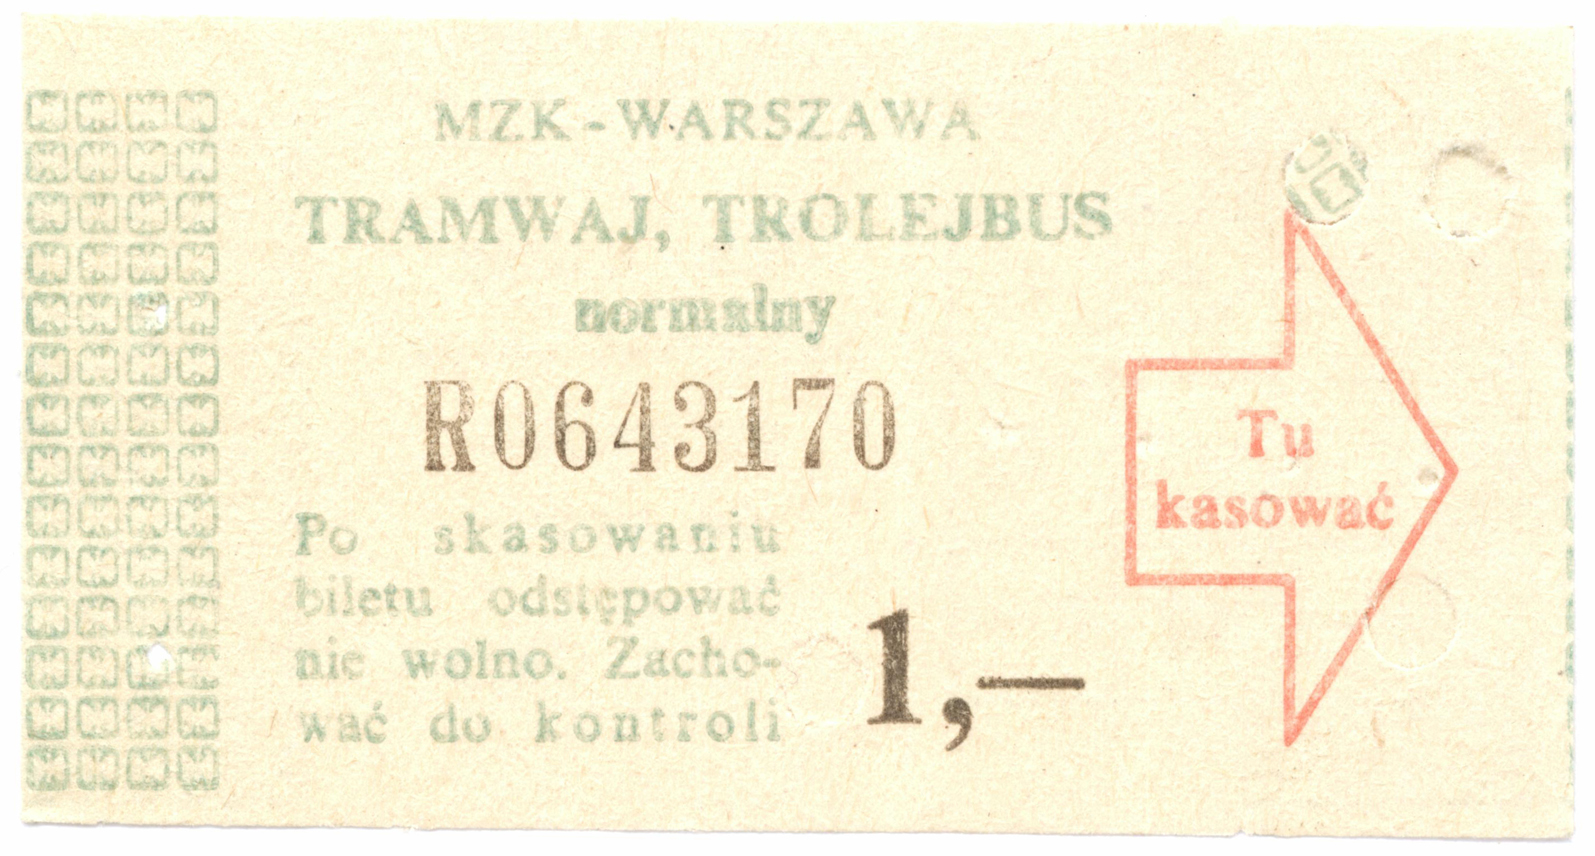 MZK-WARSZAWA
TRAMWAJ, TROLEJBUS
normalny
R0643170
Po skasowaniu
biletu odstępować
nie wolno. Zacho-
wać do kontroli
1,—
Tu
kasować